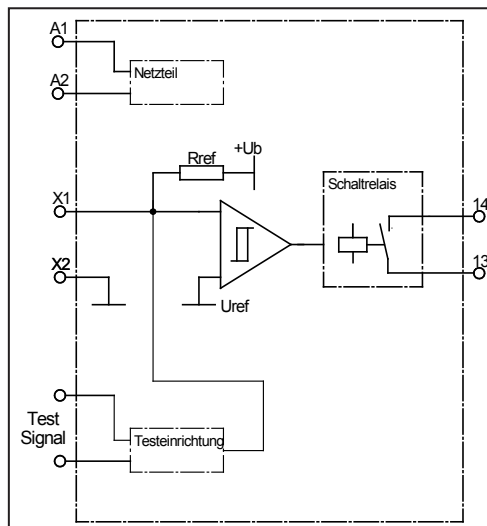 A1
Netzteil
A2
+Ub
Rref
Schaltrelais
X1
14
X2
13
Uref
Test
Signal
Testeinrichtung